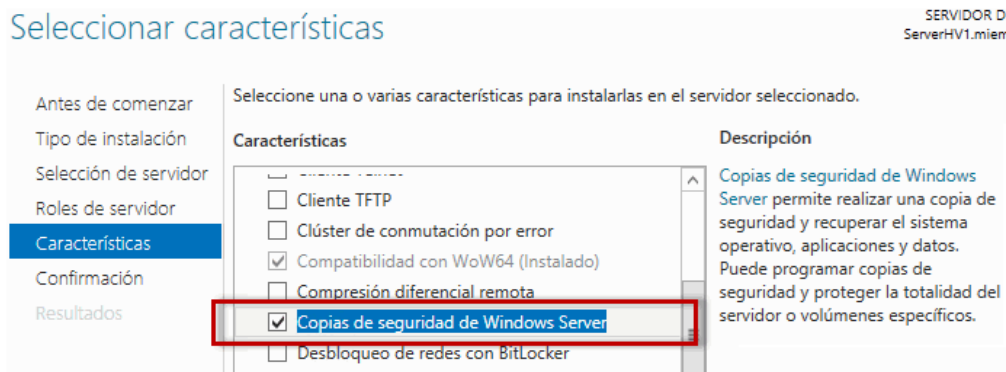 Seleccionar características
SERVIDOR D
ServerHV1.miem
Antes de comenzar
Tipo de instalación
Selección de servidor
Roles de servidor
Características
Confirmación
Resultados
Seleccione una o varias características para instalarlas en el servidor seleccionado.
Características
Cliente TFTP
Clúster de conmutación por error
Compatibilidad con WoW64 (Instalado)
Compresión diferencial remota
Copias de seguridad de Windows Server
Desbloqueo de redes con BitLocker
Descripción
Copias de seguridad de Windows
Server permite realizar una copia de
seguridad y recuperar el sistema
operativo, aplicaciones y datos.
Puede programar copias de
seguridad y proteger la totalidad del
servidor o volúmenes específicos.